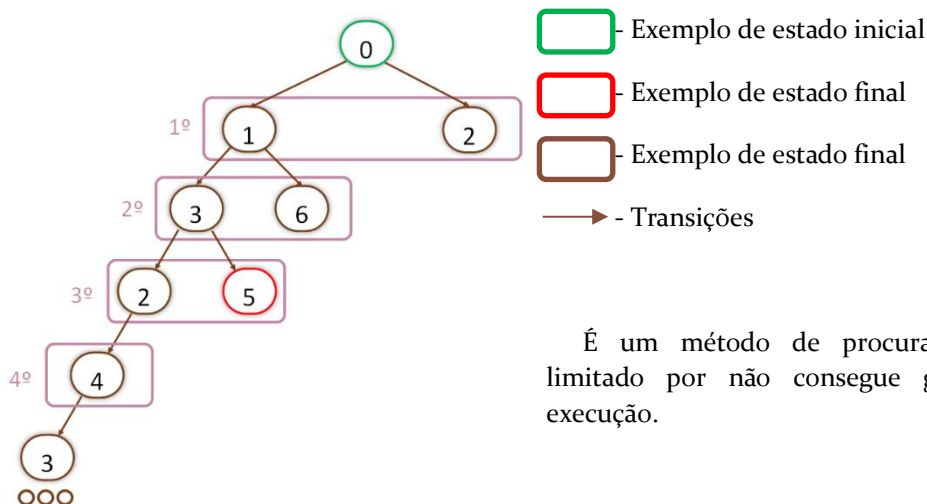 0
1º 1 2
2º 3 6
3º 2 5
4º 4
3
- Exemplo de estado inicial
- Exemplo de estado final
- Exemplo de estado final
- Transições
É um método de procura
limitado por não consegue
execução.